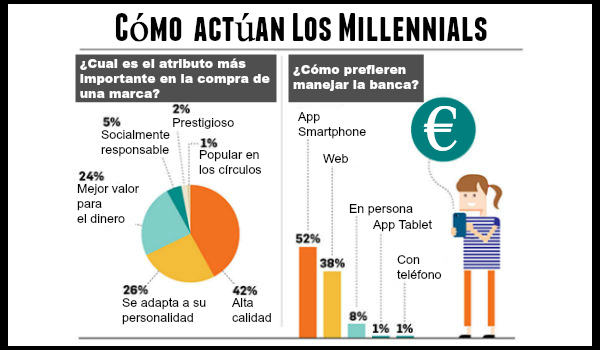 Cómo actúan Los Millennials
¿Cual es el atributo más
importante en la compra de
una marca?
2%
Prestigioso
5%
Socialmente
responsable
1%
Popular en
los círculos
24%
Mejor valor
para
el dinero
26%
Se adapta a su
personalidad
42%
Alta
calidad
¿Cómo prefieren
manejar la banca?
App
Smartphone
52%
Web
38%
En persona
8%
App Tablet
1%
Con
teléfono
1%
€